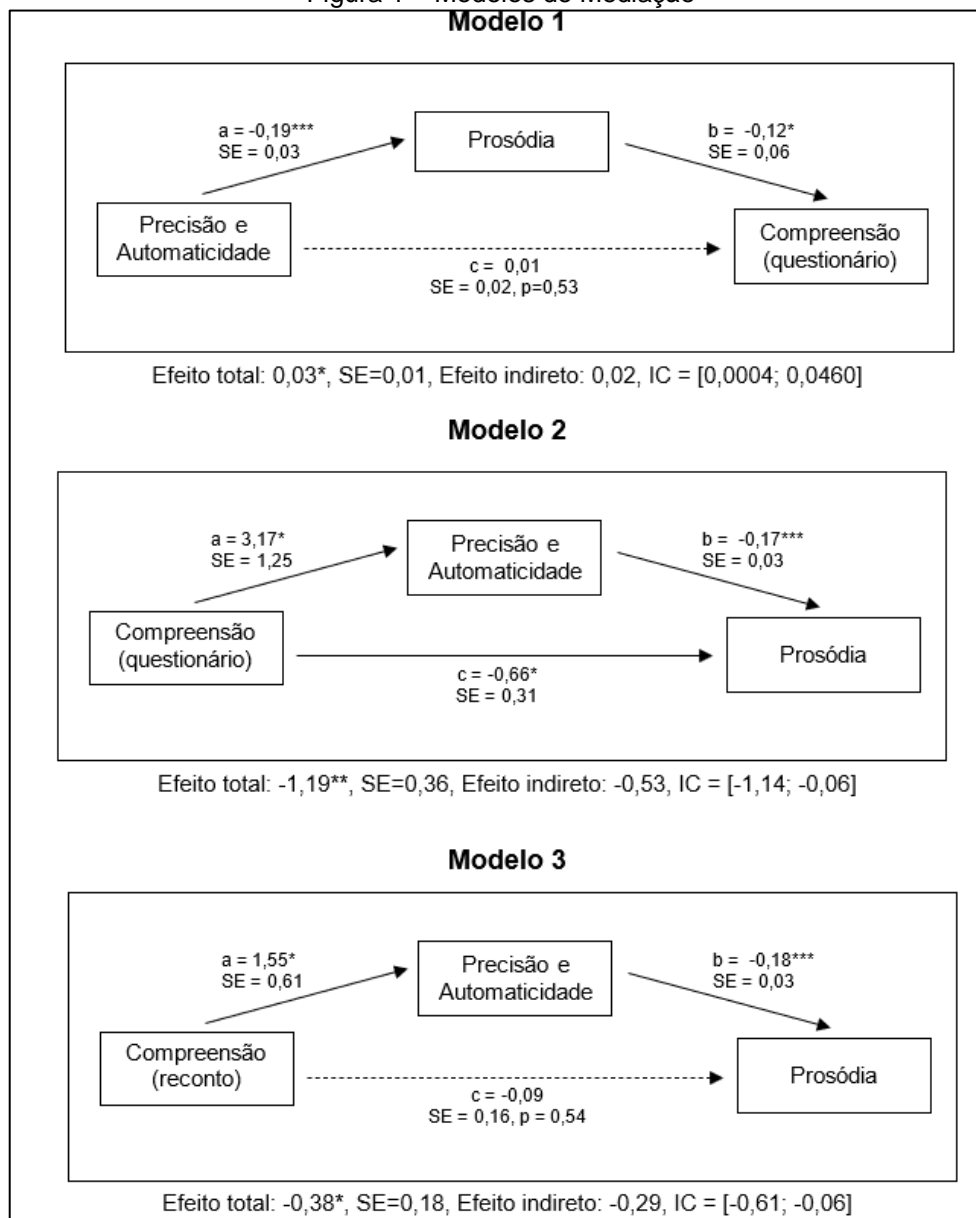 Figura 1 – Modelos de Mediação
Modelo 1
a = -0,19***
SE = 0,03
Prosódia
b = -0,12*
SE = 0,06
Precisão e
Automaticidade
Compreensão
(questionário)
c = 0,01
SE = 0,02, p=0,53
Efeito total: 0,03*, SE=0,01, Efeito indireto: 0,02, IC = [0,0004; 0,0460]
Modelo 2
a = 3,17*
SE = 1,25
Precisão e
Automaticidade
b = -0,17***
SE = 0,03
Compreensão
(questionário)
Prosódia
c = -0,66*
SE = 0,31
Efeito total: -1,19**, SE=0,36, Efeito indireto: -0,53, IC = [-1,14; -0,06]
Modelo 3
a = 1,55*
SE = 0,61
Precisão e
Automaticidade
b = -0,18***
SE = 0,03
Compreensão
(reconto)
Prosódia
c = -0,09
SE = 0,16, p = 0,54
Efeito total: -0,38*, SE=0,18, Efeito indireto: -0,29, IC = [-0,61; -0,06]